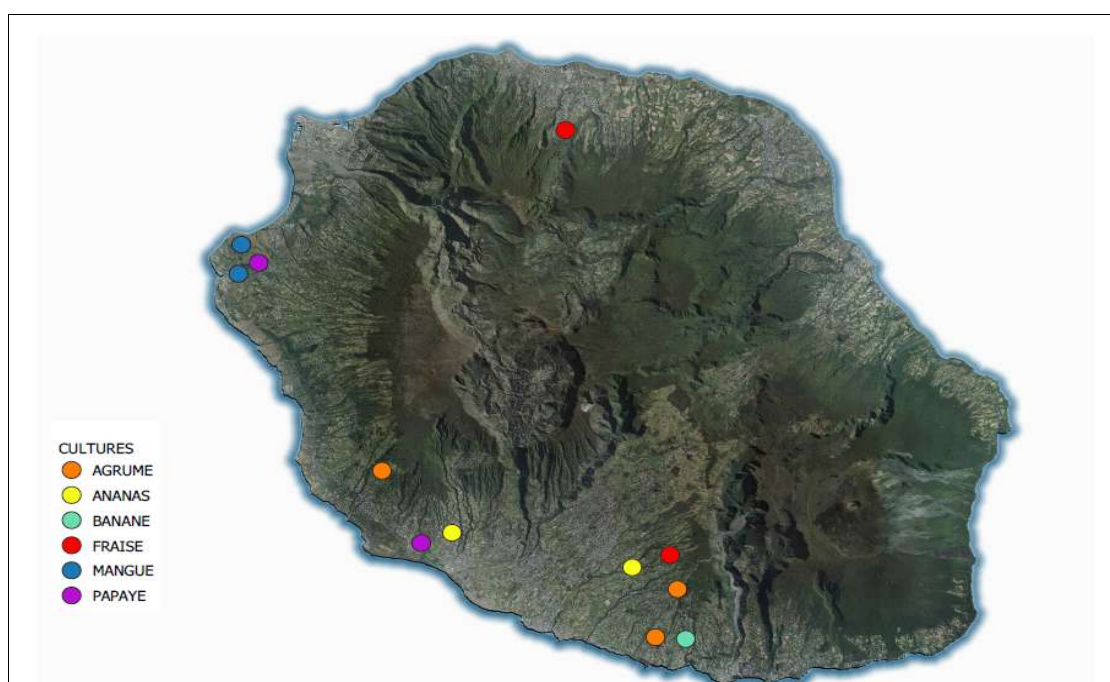 CULTURES
AGRUME
ANANAS
BANANE
FRAISE
MANGUE
PAPAYE